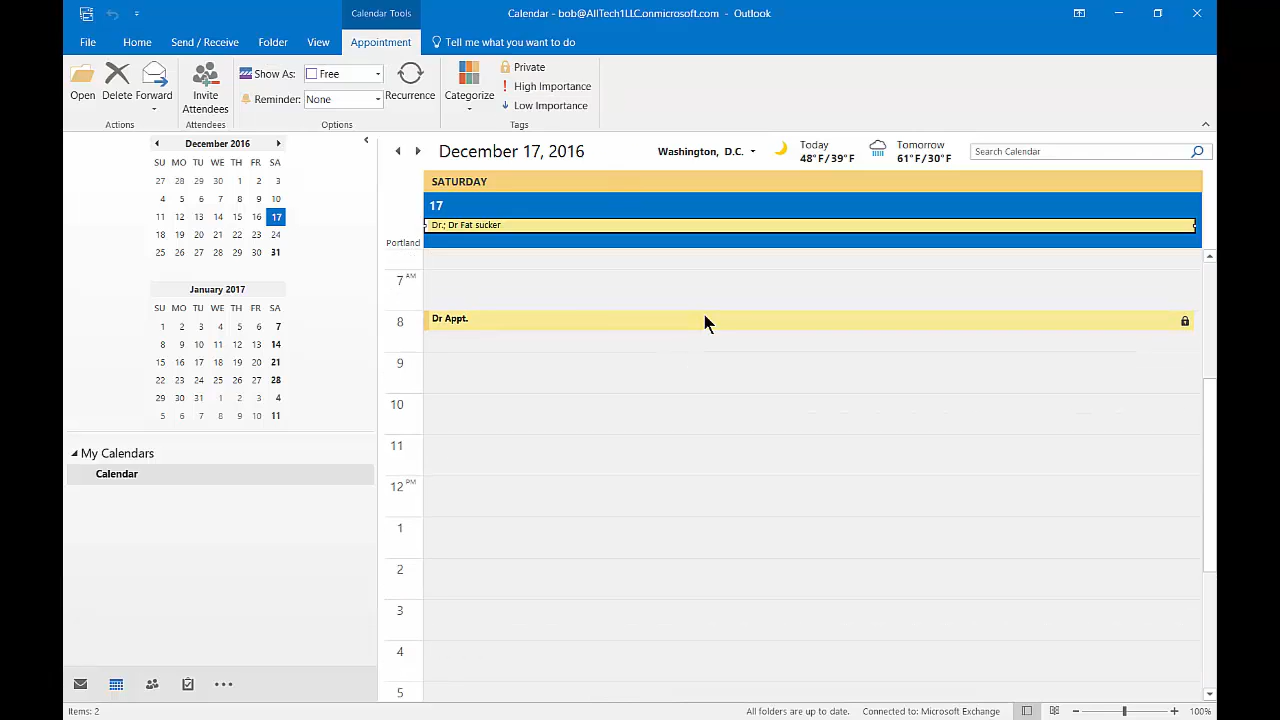 Calendar Tools
Calendar - bob@AllTech1LLC.onmicrosoft.com - Outlook
File Home Send / Receive Folder View Appointment Tell me what you want to do
Open Delete Forward Invite Attendees Show As: Free Reminder: None Recurrence Categorize Private High Importance Low Importance
Actions Attendees Options Tags
December 2016
SU MO TU WE TH FR SA
27 28 29 30 1 2 3
4 5 6 7 8 9 10
11 12 13 14 15 16 17
18 19 20 21 22 23 24
25 26 27 28 29 30 31
January 2017
SU MO TU WE TH FR SA
1 2 3 4 5 6 7
8 9 10 11 12 13 14
15 16 17 18 19 20 21
22 23 24 25 26 27 28
29 30 31 1 2 3 4
5 6 7 8 9 10 11
My Calendars
Calendar
December 17, 2016
Washington, D.C.
Today
48°F/39°F
Tomorrow
61°F/30°F
Search Calendar
SATURDAY
17
Dr.; Dr Fat sucker
Portland
7 AM
8 Dr Appt.
9
10
11
12 PM
1
2
3
4
5
Items: 2
All folders are up to date. Connected to: Microsoft Exchange 100%